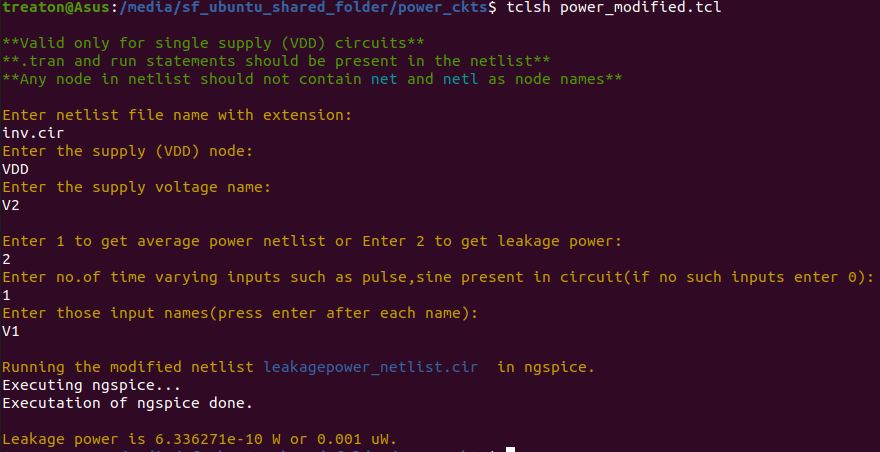 treaton@Asus:/media/sf_ubuntu_shared_folder/power_ckts$ tclsh power_modified.tcl
**Valid only for single supply (VDD) circuits**
**.tran and run statements should be present in the netlist**
**Any node in netlist should not contain net and netl as node names**
Enter netlist file name with extension:
inv.cir
Enter the supply (VDD) node:
VDD
Enter the supply voltage name:
V2
Enter 1 to get average power netlist or Enter 2 to get leakage power:
2
Enter no.of time varying inputs such as pulse,sine present in circuit(if no such inputs enter 0):
1
Enter those input names(press enter after each name):
V1
Running the modified netlist leakagepower_netlist.cir  in ngspice.
Executing ngspice...
Executation of ngspice done.
Leakage power is 6.336271e-10 W or 0.001 uW.